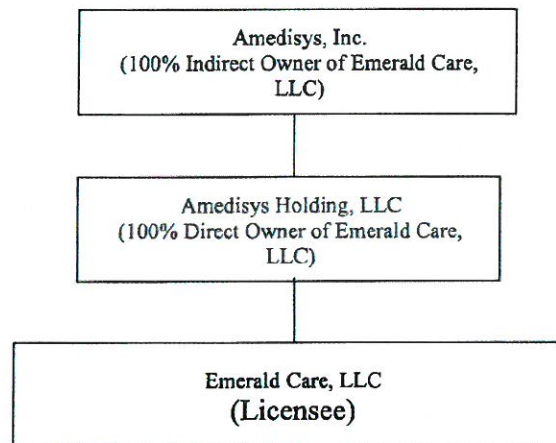 Amedisys, Inc.
(100% Indirect Owner of Emerald Care,
LLC)
Amedisys Holding, LLC
(100% Direct Owner of Emerald Care,
LLC)
Emerald Care, LLC
(Licensee)